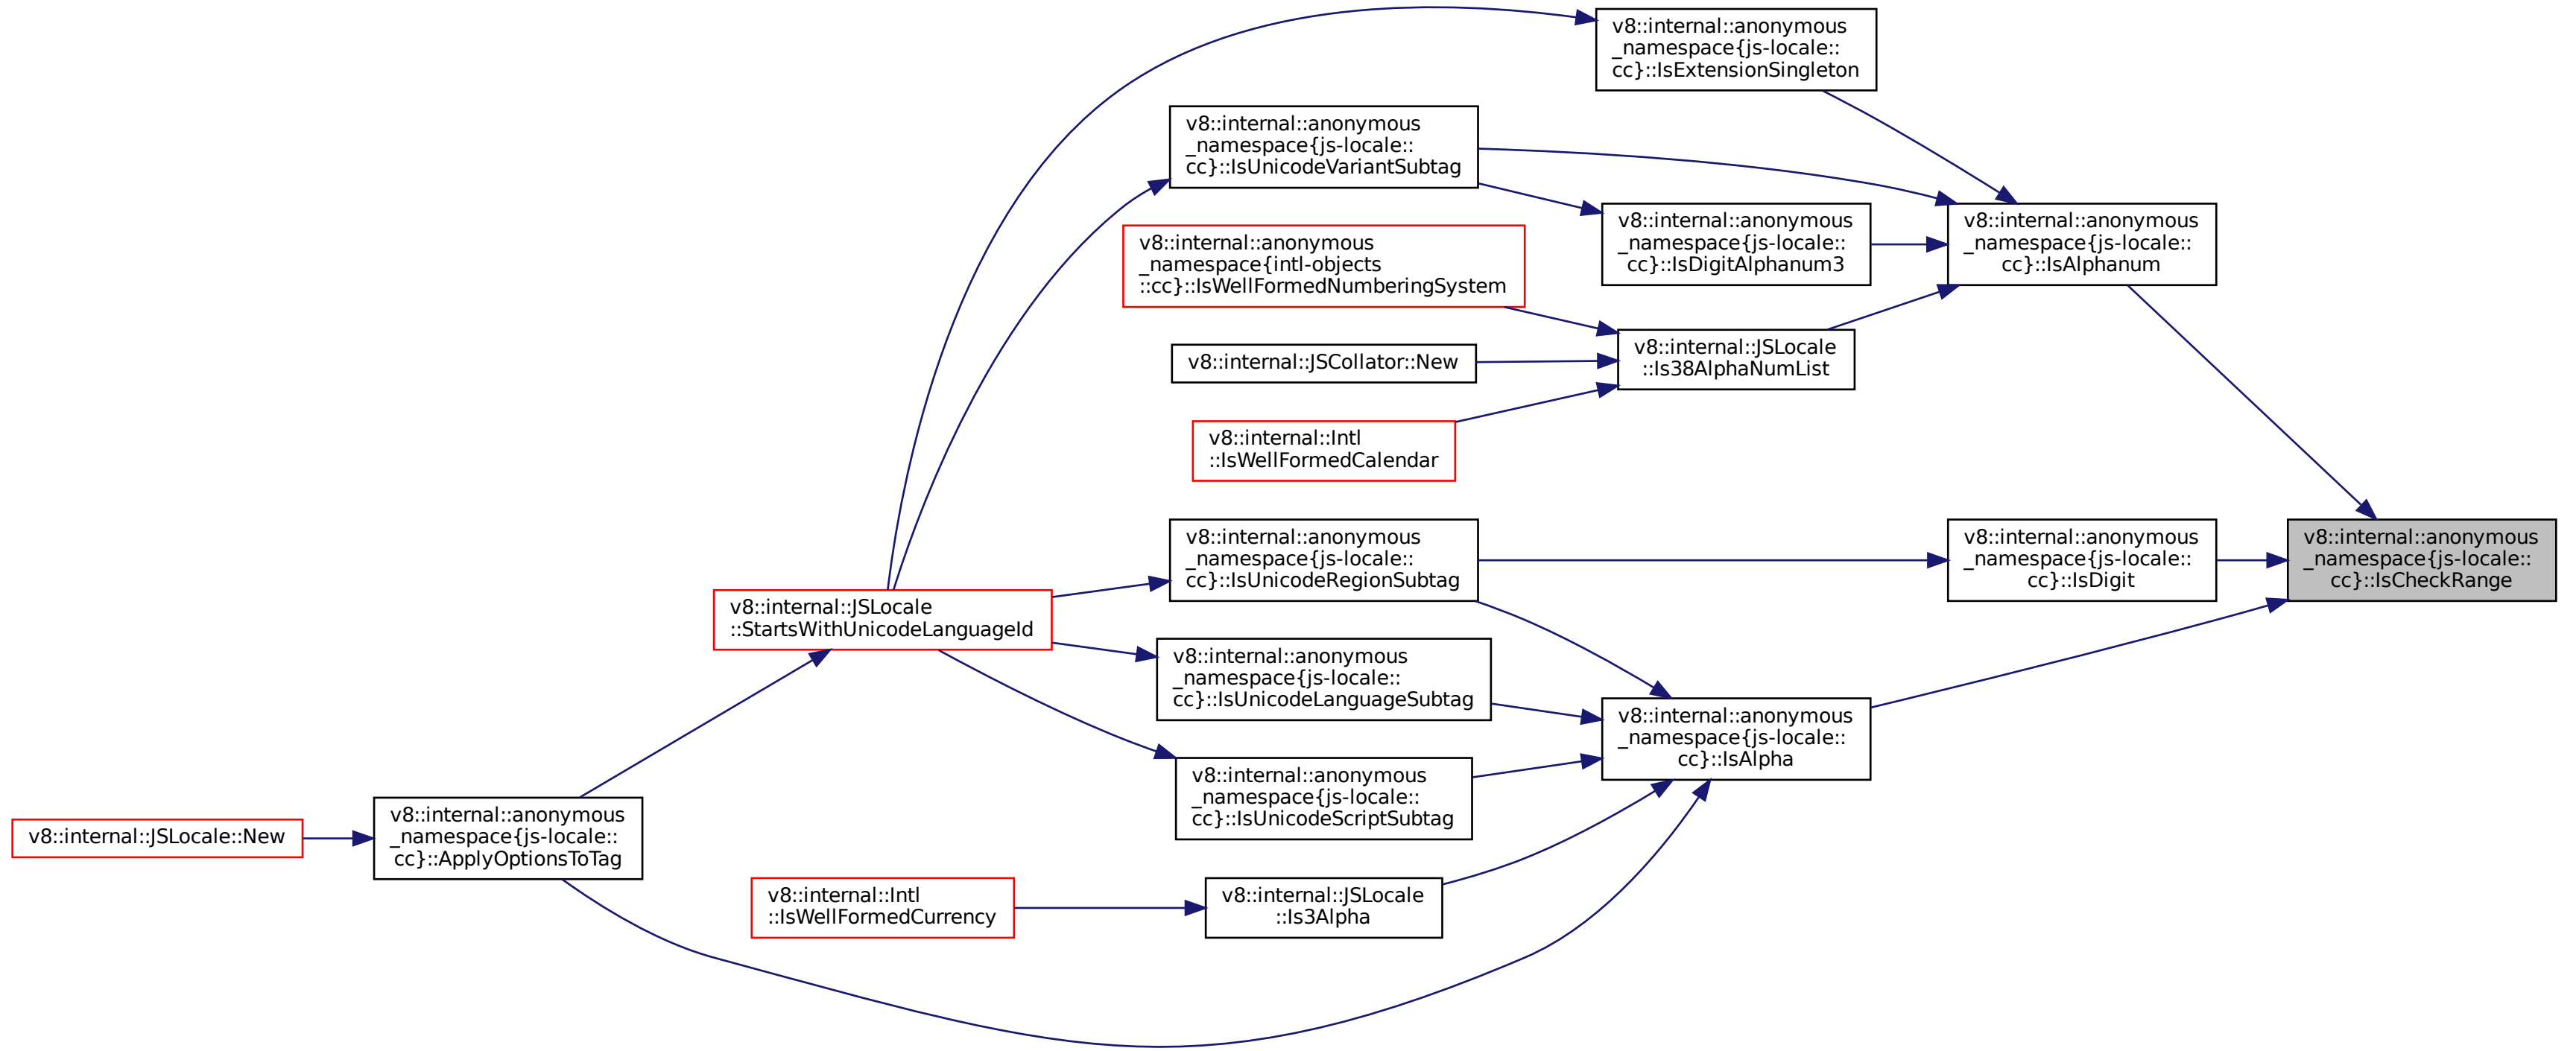 v8::internal::anonymous
_namespace{js-locale::
cc}::IsExtensionSingleton
v8::internal::anonymous
_namespace{js-locale::
cc}::IsUnicodeVariantSubtag
v8::internal::anonymous
_namespace{js-locale::
cc}::IsDigitAlphanum3
v8::internal::anonymous
_namespace{js-locale::
cc}::IsAlphanum
v8::internal::anonymous
_namespace{intl-objects
::cc}::IsWellFormedNumberingSystem
v8::internal::JSLocale
::Is38AlphaNumList
v8::internal::JSCollator::New
v8::internal::Intl
::IsWellFormedCalendar
v8::internal::anonymous
_namespace{js-locale::
cc}::IsUnicodeRegionSubtag
v8::internal::anonymous
_namespace{js-locale::
cc}::IsDigit
v8::internal::anonymous
_namespace{js-locale::
cc}::IsCheckRange
v8::internal::JSLocale
::StartsWithUnicodeLanguageId
v8::internal::anonymous
_namespace{js-locale::
cc}::IsUnicodeLanguageSubtag
v8::internal::anonymous
_namespace{js-locale::
cc}::IsAlpha
v8::internal::anonymous
_namespace{js-locale::
cc}::IsUnicodeScriptSubtag
v8::internal::JSLocale::New
v8::internal::anonymous
_namespace{js-locale::
cc}::ApplyOptionsToTag
v8::internal::Intl
::IsWellFormedCurrency
v8::internal::JSLocale
::Is3Alpha